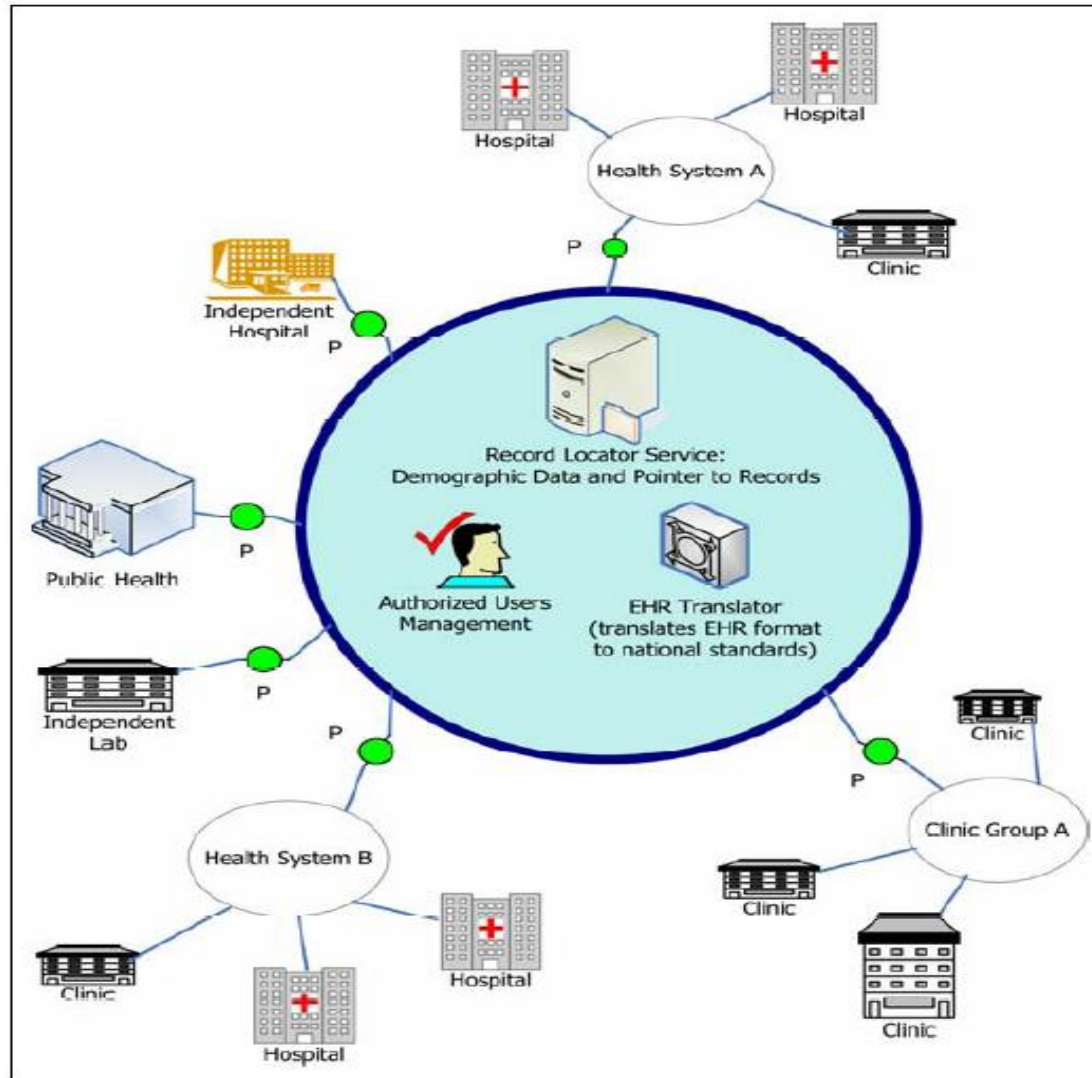 Hospital
Hospital
Health System A
P
Clinic
Independent
Hospital
P
Record Locator Service:
Demographic Data and Pointer to Records
P
Public Health
Authorized Users
Management
EHR Translator
(translates EHR format
to national standards)
P
Independent
Lab
P
Clinic
P
Health System B
Clinic Group A
Clinic
Clinic
Hospital
Hospital
Clinic